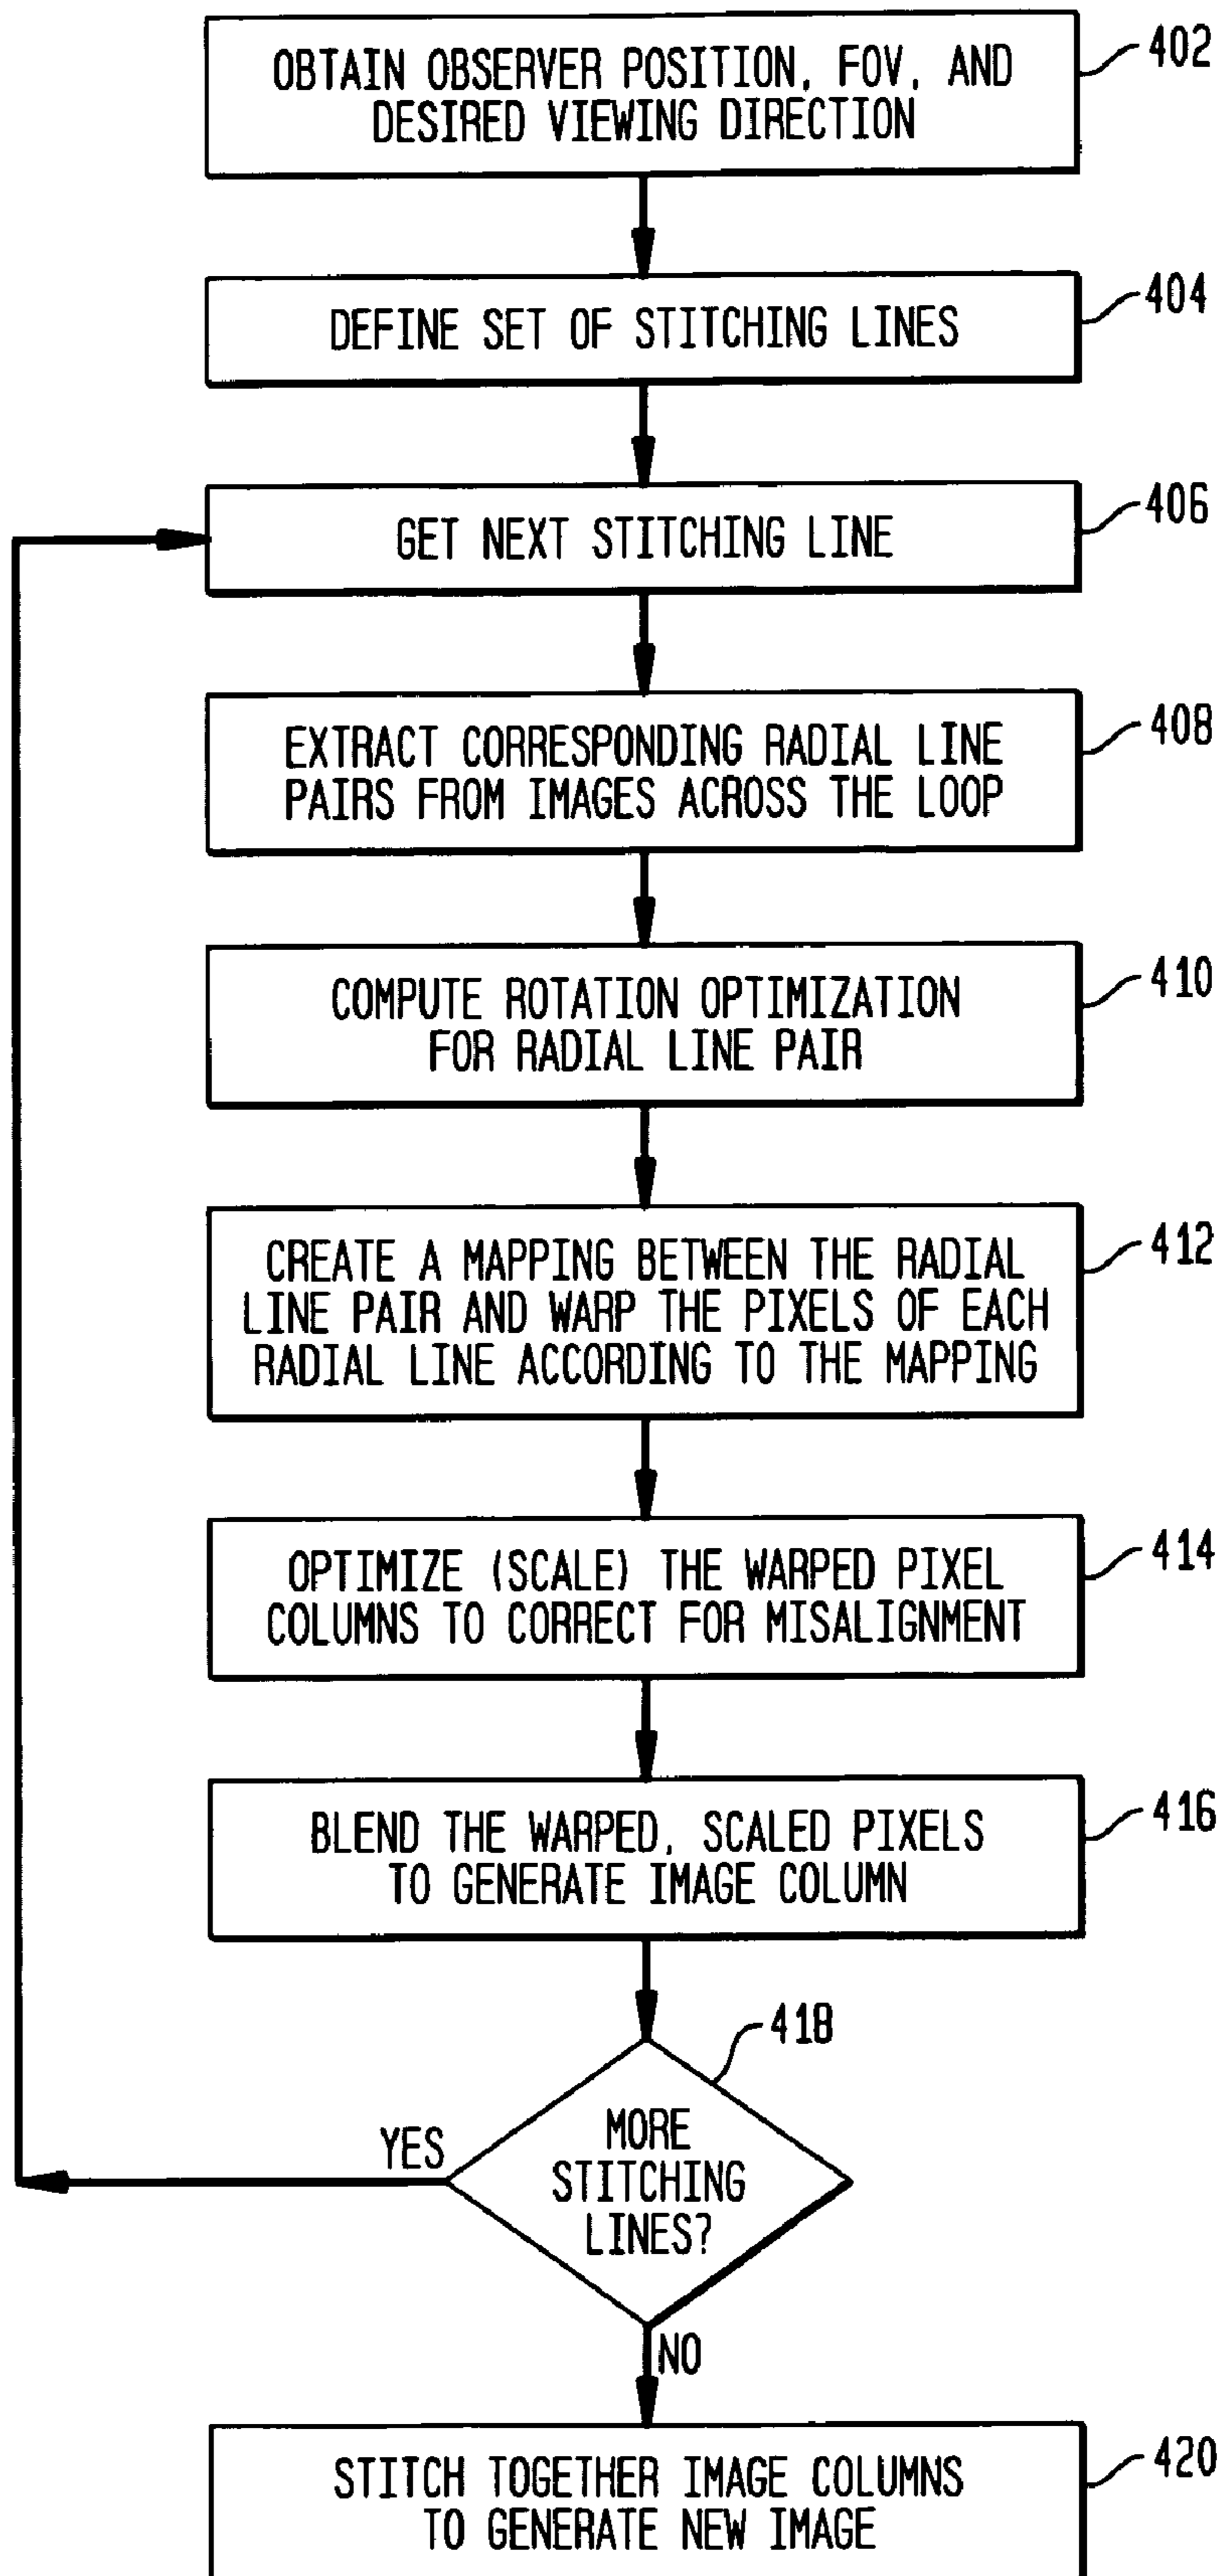 OBTAIN OBSERVER POSITION, FOV, AND
DESIRED VIEWING DIRECTION
402
DEFINE SET OF STITCHING LINES
404
GET NEXT STITCHING LINE
406
EXTRACT CORRESPONDING RADIAL LINE
PAIRS FROM IMAGES ACROSS THE LOOP
408
COMPUTE ROTATION OPTIMIZATION
FOR RADIAL LINE PAIR
410
CREATE A MAPPING BETWEEN THE RADIAL
LINE PAIR AND WARP THE PIXELS OF EACH
RADIAL LINE ACCORDING TO THE MAPPING
412
OPTIMIZE (SCALE) THE WARPED PIXEL
COLUMNS TO CORRECT FOR MISALIGNMENT
414
BLEND THE WARPED, SCALED PIXELS
TO GENERATE IMAGE COLUMN
416
418
MORE
STITCHING
LINES?
YES
NO
STITCH TOGETHER IMAGE COLUMNS
TO GENERATE NEW IMAGE
420